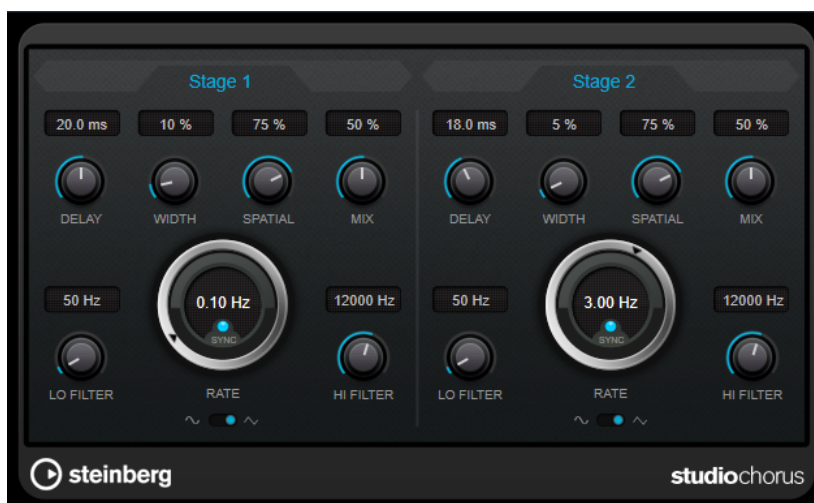 Stage 1
20.0 ms 10 % 75 % 50 %
DELAY WIDTH SPATIAL MIX
50 Hz 0.10 Hz 12000 Hz
SYNC
LO FILTER RATE HI FILTER
Stage 2
18.0 ms 5 % 75 % 50 %
DELAY WIDTH SPATIAL MIX
50 Hz 3.00 Hz 12000 Hz
SYNC
LO FILTER RATE HI FILTER
steinberg studiochorus